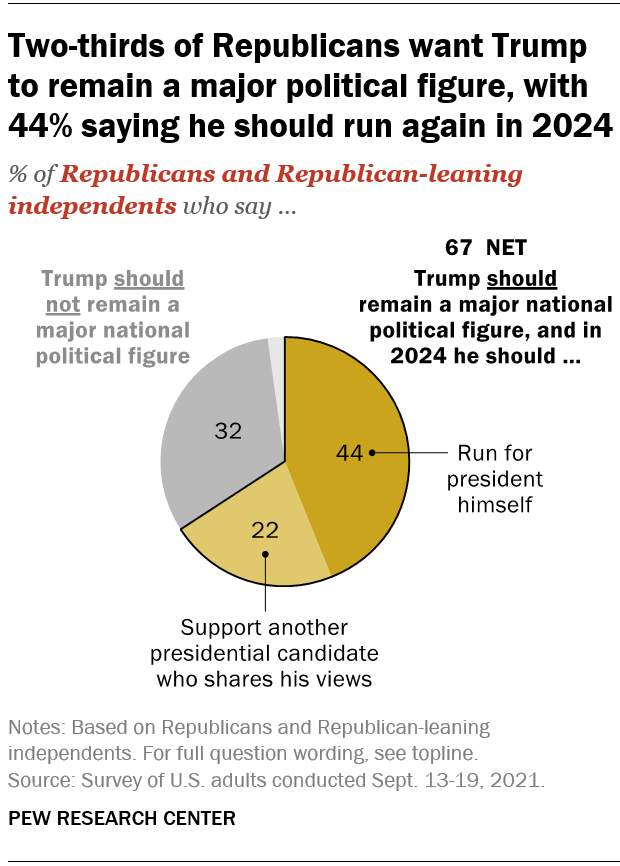 Two-thirds of Republicans want Trump
to remain a major political figure, with
44% saying he should run again in 2024
% of Republicans and Republican-leaning
independents who say ...
67 NET
Trump should
not remain a
major national
political figure
Trump should
remain a major national
political figure, and in
2024 he should ...
32
44
Run for
president
himself
22
Support another
presidential candidate
who shares his views
Notes: Based on Republicans and Republican-leaning
independents. For full question wording, see topline.
Source: Survey of U.S. adults conducted Sept. 13-19, 2021.
PEW RESEARCH CENTER